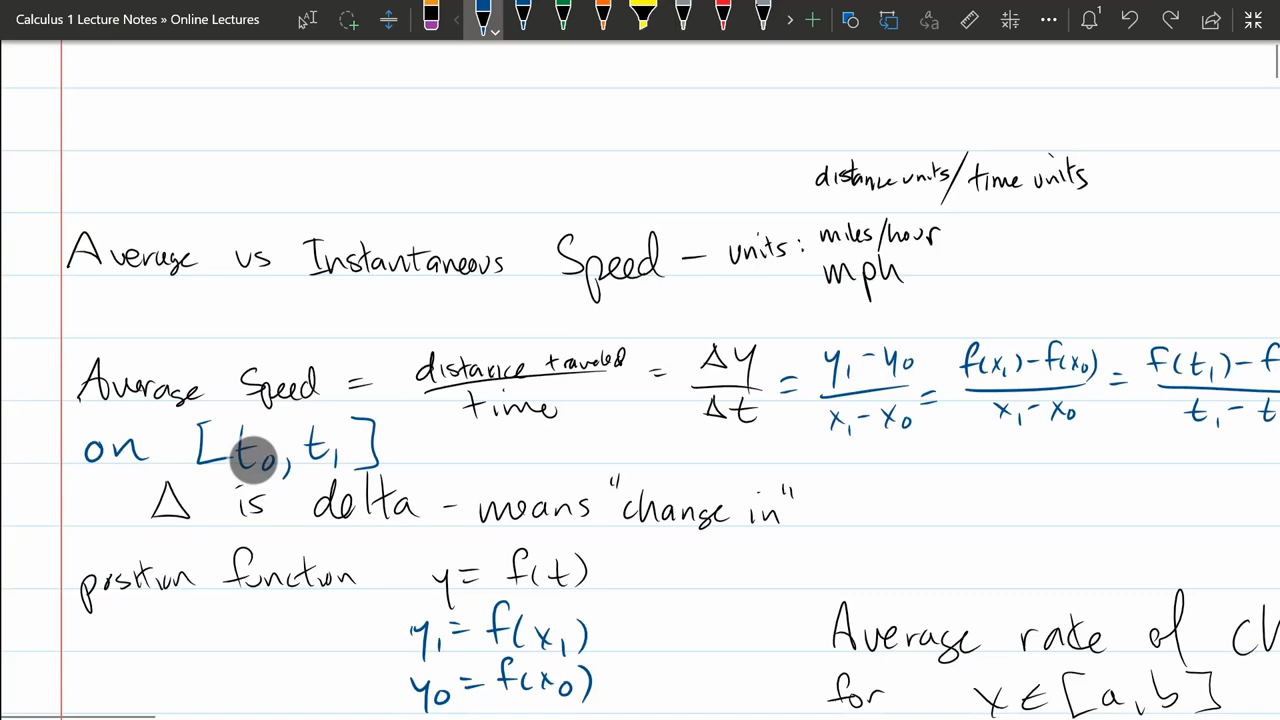 Calculus 1 Lecture Notes » Online Lectures
distance units/time units
Average vs Instantaneous Speed – units: miles/hour
mph
Average Speed = distance traveled/time = Δy/Δt = y₁-y₀/x₁-x₀ = f(x₁)-f(x₀)/x₁-x₀ = f(t₁)-f/t₁-t
on [t₀, t₁]
Δ is delta - means "change in"
position function y = f(t)
y₁ = f(x₁)
y₀ = f(x₀)
Average rate of ch
for x ∈ [a, b]